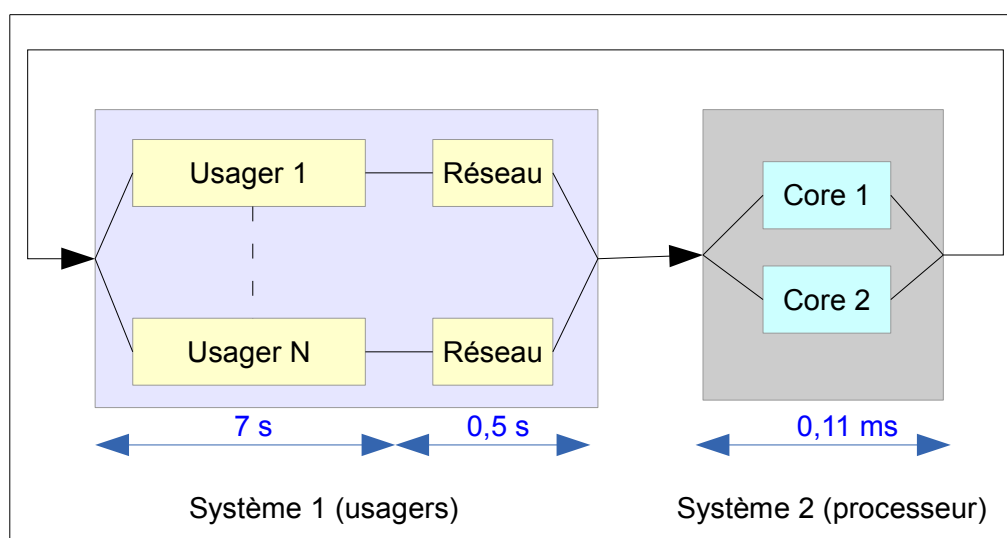 Usager 1
Réseau
Core 1
Core 2
Usager N
Réseau
7 s
0,5 s
0,11 ms
Système 1 (usagers)
Système 2 (processeur)